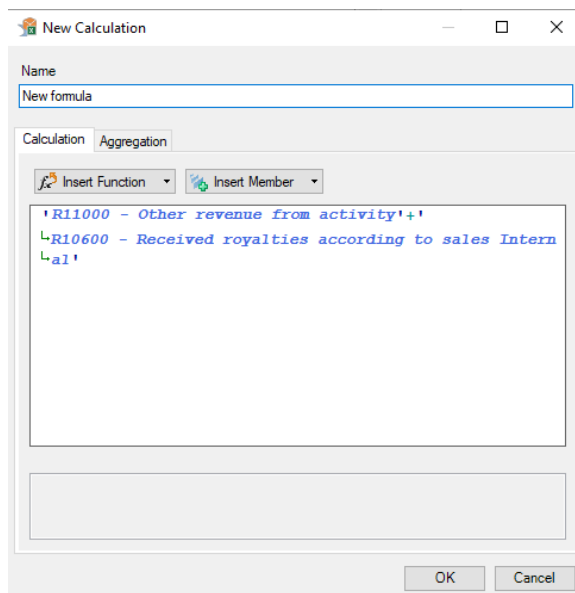 New Calculation
Name
New formula
Calculation Aggregation
Insert Function Insert Member
'R11000 - Other revenue from activity'+'
R10600 - Received royalties according to sales Intern
al'
OK Cancel